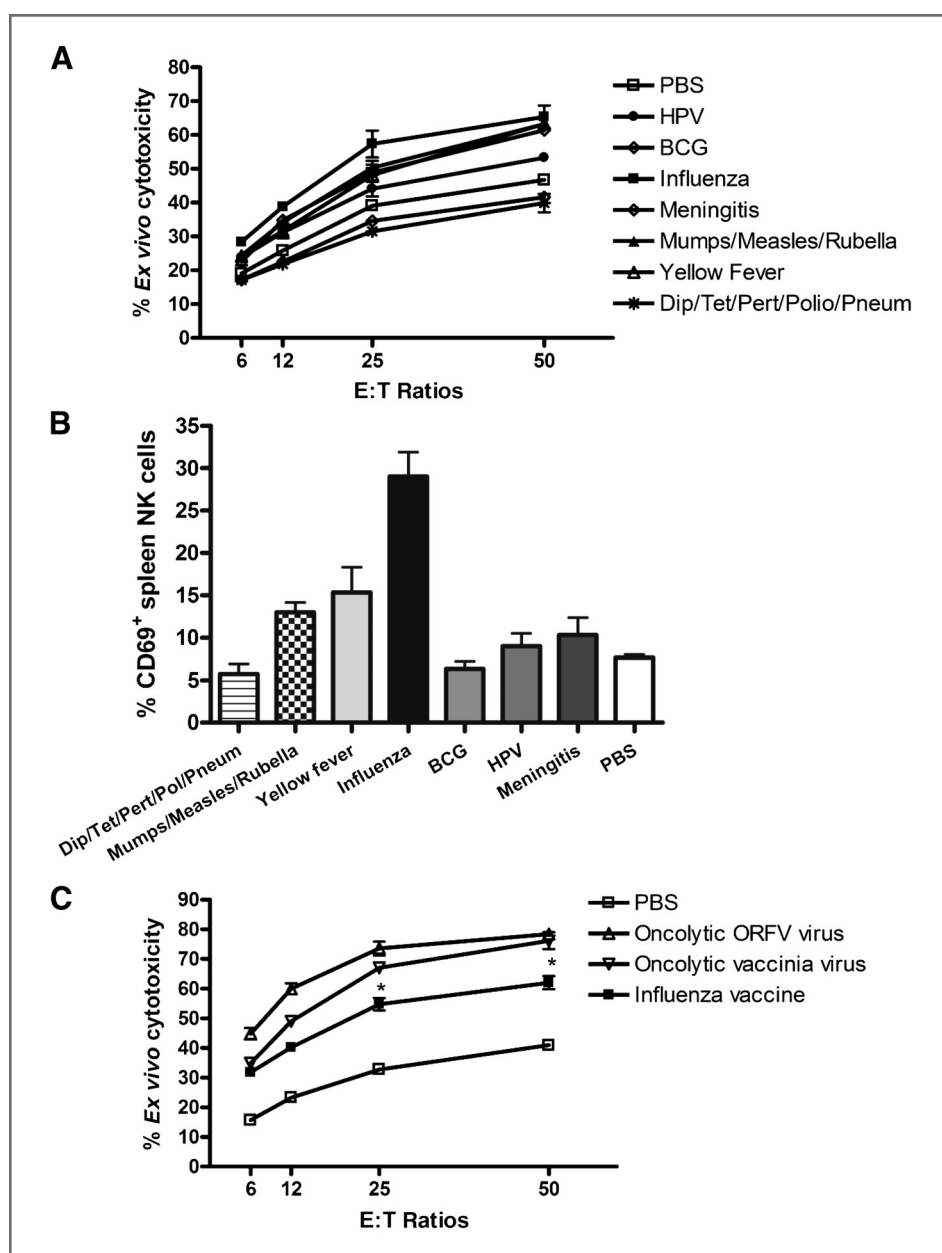 A
% Ex vivo cytotoxicity
80
70
60
50
40
30
20
10
0
6 12 25 50
E:T Ratios
PBS
HPV
BCG
Influenza
Meningitis
Mumps/Measles/Rubella
Yellow Fever
Dip/Tet/Pert/Polio/Pneum
B
% CD69+ spleen NK cells
35
30
25
20
15
10
5
0
Dip/Tet/Pert/Pol/Pneum
Mumps/Measles/Rubella
Yellow fever
Influenza
BCG
HPV
Meningitis
PBS
C
% Ex vivo cytotoxicity
90
80
70
60
50
40
30
20
10
0
* *
6 12 25 50
E:T Ratios
PBS
Oncolytic ORFV virus
Oncolytic vaccinia virus
Influenza vaccine